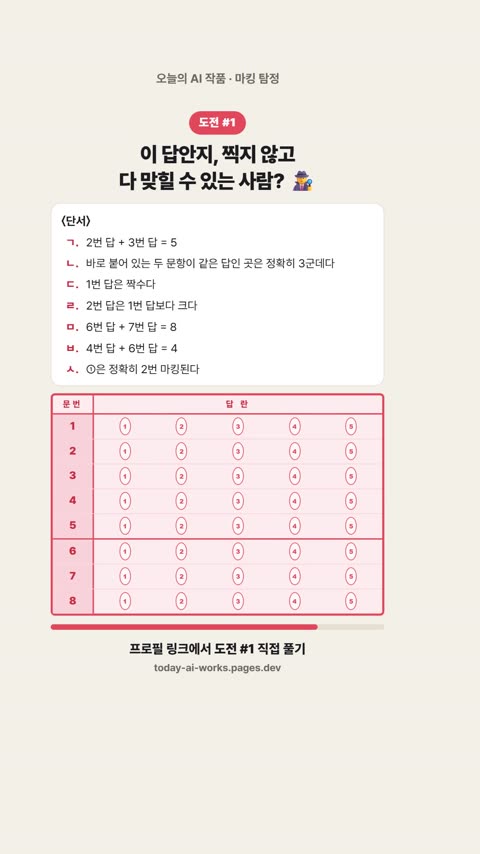 오늘의 AI 작품 · 마킹 탐정
도전 #1
이 답안지, 찍지 않고
다 맞힐 수 있는 사람?
〈단서〉
ㄱ. 2번 답 + 3번 답 = 5
ㄴ. 바로 붙어 있는 두 문항이 같은 답인 곳은 정확히 3군데다
ㄷ. 1번 답은 짝수다
ㄹ. 2번 답은 1번 답보다 크다
ㅁ. 6번 답 + 7번 답 = 8
ㅂ. 4번 답 + 6번 답 = 4
ㅅ. ①은 정확히 2번 마킹된다
문번 답 란
1 1 2 3 4 5
2 1 2 3 4 5
3 1 2 3 4 5
4 1 2 3 4 5
5 1 2 3 4 5
6 1 2 3 4 5
7 1 2 3 4 5
8 1 2 3 4 5
프로필 링크에서 도전 #1 직접 풀기
today-ai-works.pages.dev